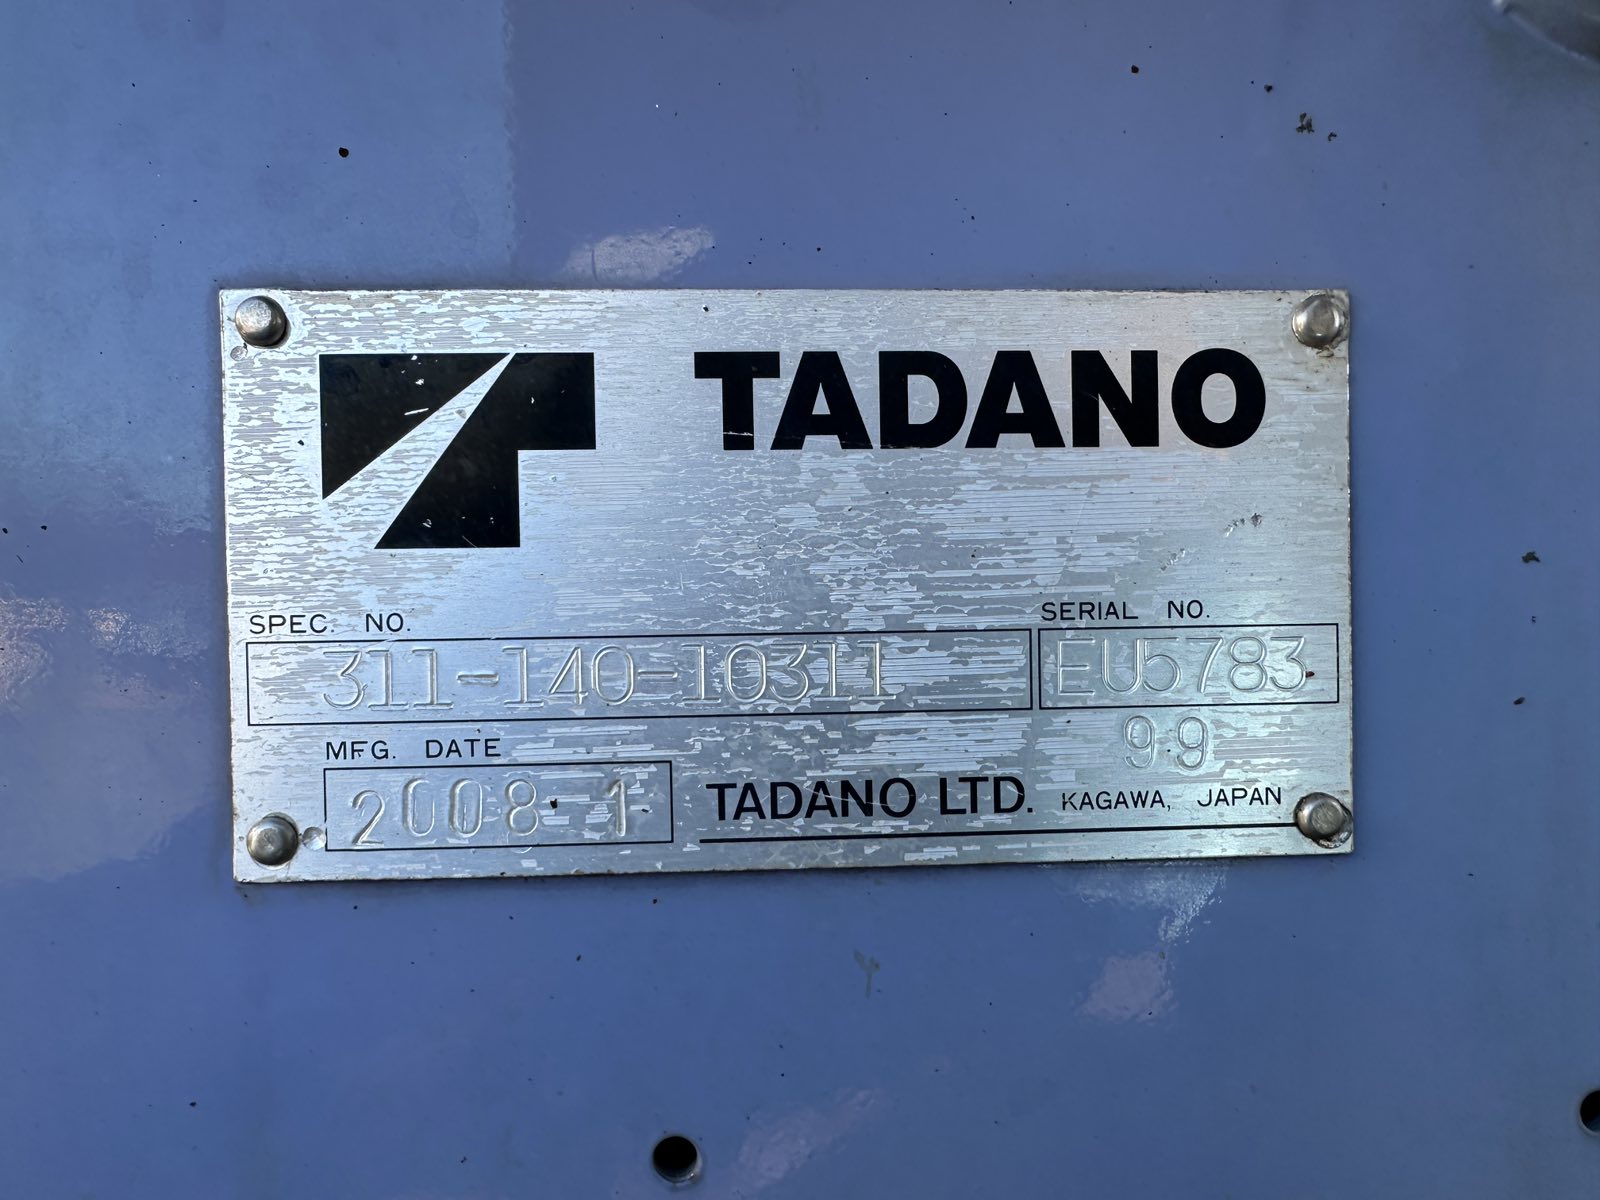 TADANO
SPEC. NO.
311-140-10311
SERIAL NO.
EU5783
99
MFG. DATE
2008-1
TADANO LTD. KAGAWA, JAPAN